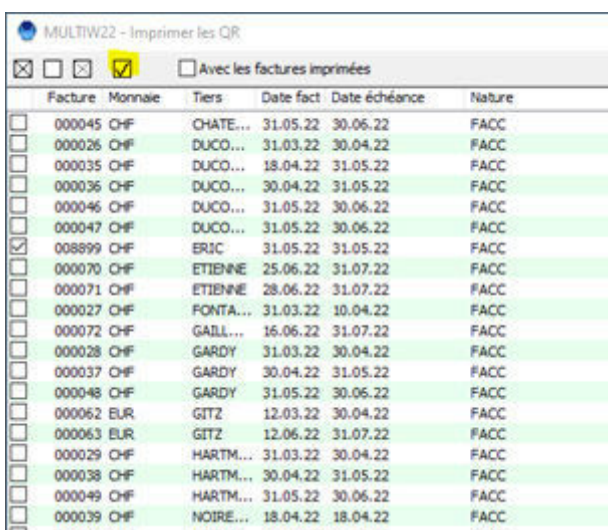 MULTIW22 - Imprimer les QR
Avec les factures imprimées
Facture Monnaie Tiers Date fact Date échéance Nature
000045 CHF CHATE... 31.05.22 30.06.22 FACC
000026 CHF DUCO... 31.03.22 30.04.22 FACC
000035 CHF DUCO... 18.04.22 31.05.22 FACC
000036 CHF DUCO... 30.04.22 31.05.22 FACC
000046 CHF DUCO... 31.05.22 30.06.22 FACC
000047 CHF DUCO... 31.05.22 30.06.22 FACC
008899 CHF ERIC 31.05.22 31.05.22 FACC
000070 CHF ETIENNE 25.06.22 31.07.22 FACC
000071 CHF ETIENNE 28.06.22 31.07.22 FACC
000027 CHF FONTA... 31.03.22 10.04.22 FACC
000072 CHF GAILL... 16.06.22 31.07.22 FACC
000028 CHF GARDY 31.03.22 30.04.22 FACC
000037 CHF GARDY 30.04.22 31.05.22 FACC
000048 CHF GARDY 31.05.22 30.06.22 FACC
000062 EUR GITZ 12.03.22 30.04.22 FACC
000063 EUR GITZ 12.06.22 31.07.22 FACC
000029 CHF HARTM... 31.03.22 30.04.22 FACC
000038 CHF HARTM... 30.04.22 31.05.22 FACC
000049 CHF HARTM... 31.05.22 30.06.22 FACC
000039 CHF NOIRE... 18.04.22 18.04.22 FACC